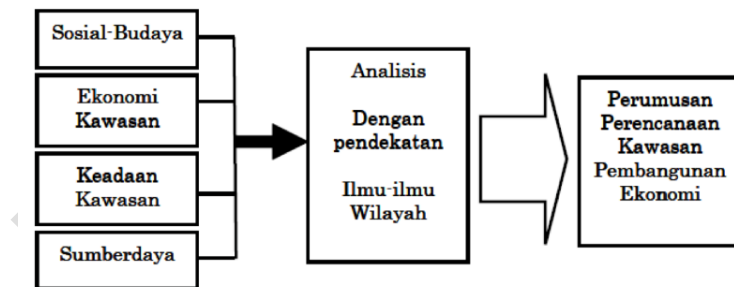 Sosial-Budaya
Ekonomi
Kawasan
Keadaan
Kawasan
Sumberdaya
Analisis
Dengan
pendekatan
Ilmu-ilmu
Wilayah
Perumusan
Perencanaan
Kawasan
Pembangunan
Ekonomi